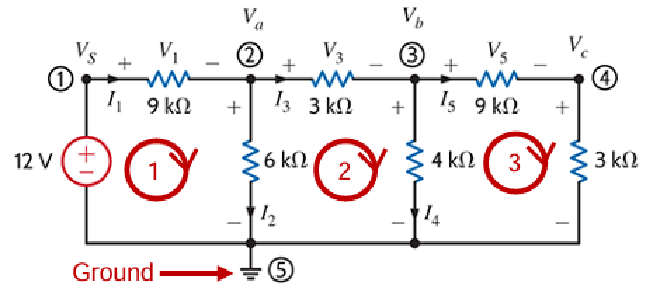 V_a V_b
V_S + V_1 − ② + V_3 − ③ + V_5 − V_c
① I_1 9 kΩ + I_3 3 kΩ + I_5 9 kΩ + ④
12 V + − 1 6 kΩ 2 4 kΩ 3 3 kΩ
− I_2 − I_4 −
Ground ⑤